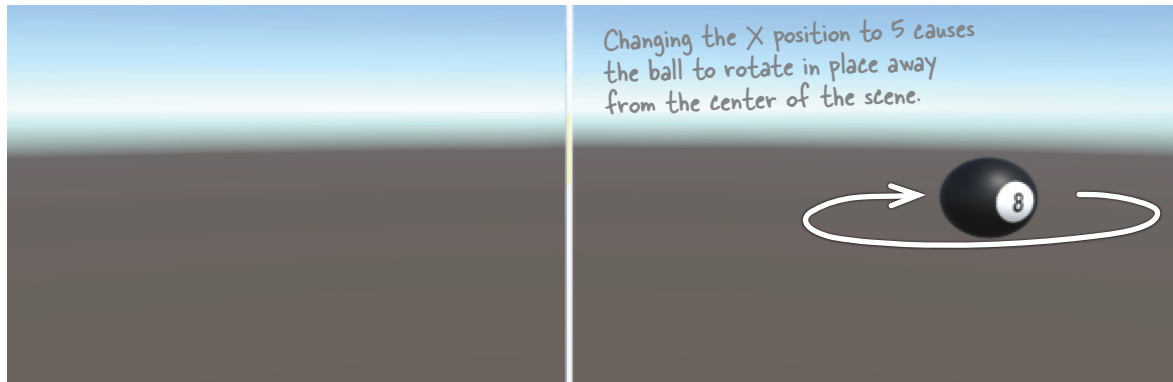 Changing the X position to 5 causes
the ball to rotate in place away
from the center of the scene.
8